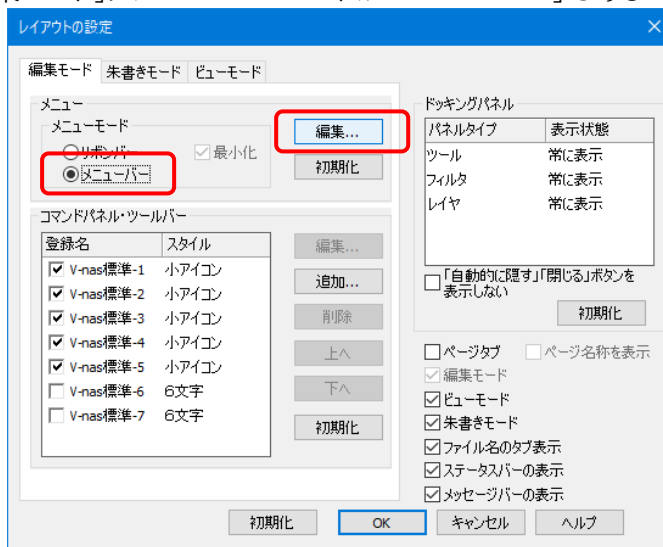 レイアウトの設定
編集モード 朱書きモード ビューモード
メニュー
メニューモード
リボンバー
最小化
メニューバー
編集...
初期化
コマンドパネル・ツールバー
登録名 スタイル
V-nas標準-1 小アイコン
V-nas標準-2 小アイコン
V-nas標準-3 小アイコン
V-nas標準-4 小アイコン
V-nas標準-5 小アイコン
V-nas標準-6 6文字
V-nas標準-7 6文字
編集...
追加...
削除
上へ
下へ
初期化
ドッキングパネル
パネルタイプ 表示状態
ツール 常に表示
フィルタ 常に表示
レイヤ 常に表示
「自動的に隠す」「閉じる」ボタンを
表示しない
初期化
ページタブ ページ名称を表示
編集モード
ビューモード
朱書きモード
ファイル名のタブ表示
ステータスバーの表示
メッセージバーの表示
初期化 OK キャンセル ヘルプ